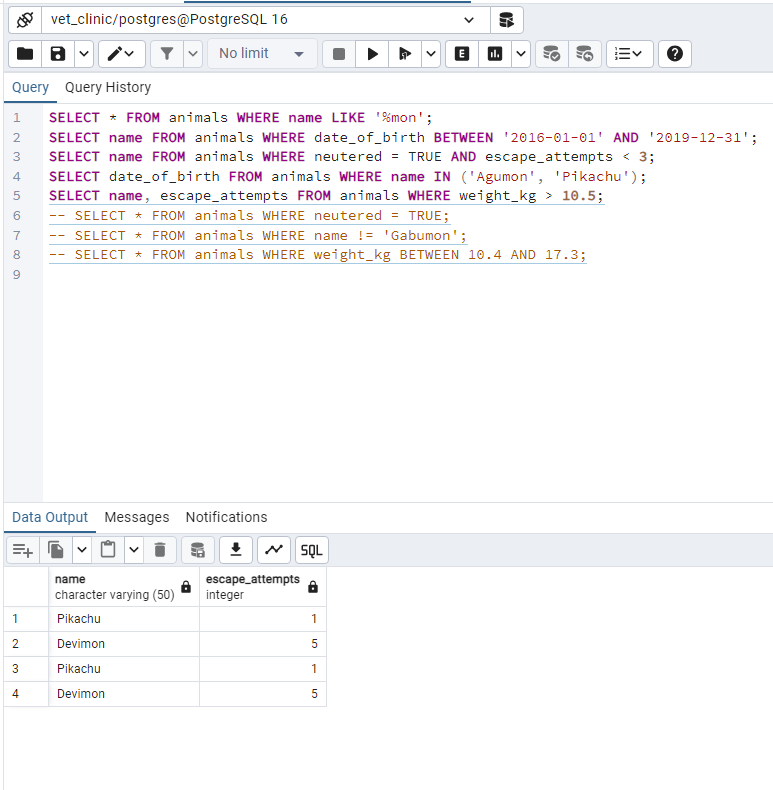 vet_clinic/postgres@PostgreSQL 16
No limit
E
Query Query History
1 SELECT * FROM animals WHERE name LIKE '%mon';
2 SELECT name FROM animals WHERE date_of_birth BETWEEN '2016-01-01' AND '2019-12-31';
3 SELECT name FROM animals WHERE neutered = TRUE AND escape_attempts < 3;
4 SELECT date_of_birth FROM animals WHERE name IN ('Agumon', 'Pikachu');
5 SELECT name, escape_attempts FROM animals WHERE weight_kg > 10.5;
6 -- SELECT * FROM animals WHERE neutered = TRUE;
7 -- SELECT * FROM animals WHERE name != 'Gabumon';
8 -- SELECT * FROM animals WHERE weight_kg BETWEEN 10.4 AND 17.3;
9
Data Output Messages Notifications
SQL
name escape_attempts
character varying (50) integer
1 Pikachu 1
2 Devimon 5
3 Pikachu 1
4 Devimon 5